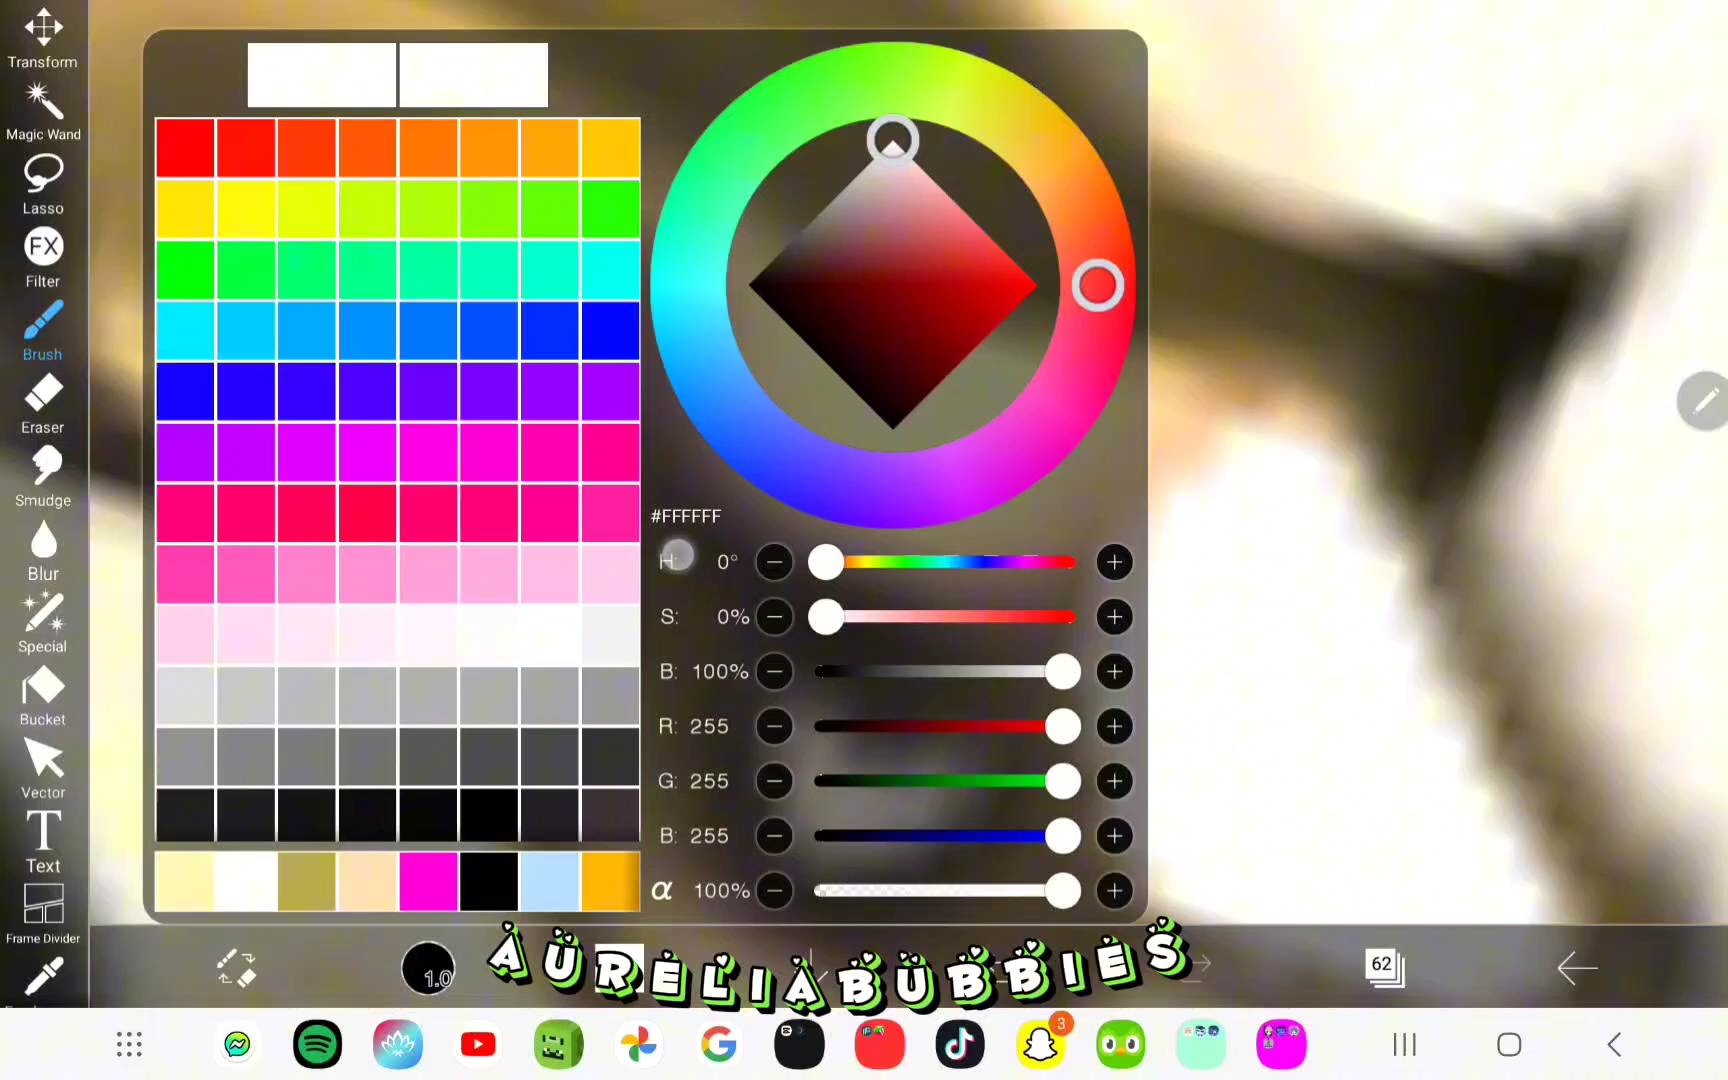 Transform
Magic Wand
Lasso
FX
Filter
Brush
Eraser
Smudge
Blur
Special
Bucket
Vector
T
Text
Frame Divider
#FFFFFF
H: 0°
S: 0%
B: 100%
R: 255
G: 255
B: 255
α 100%
1.0
AURELIABUBBIES
62
3